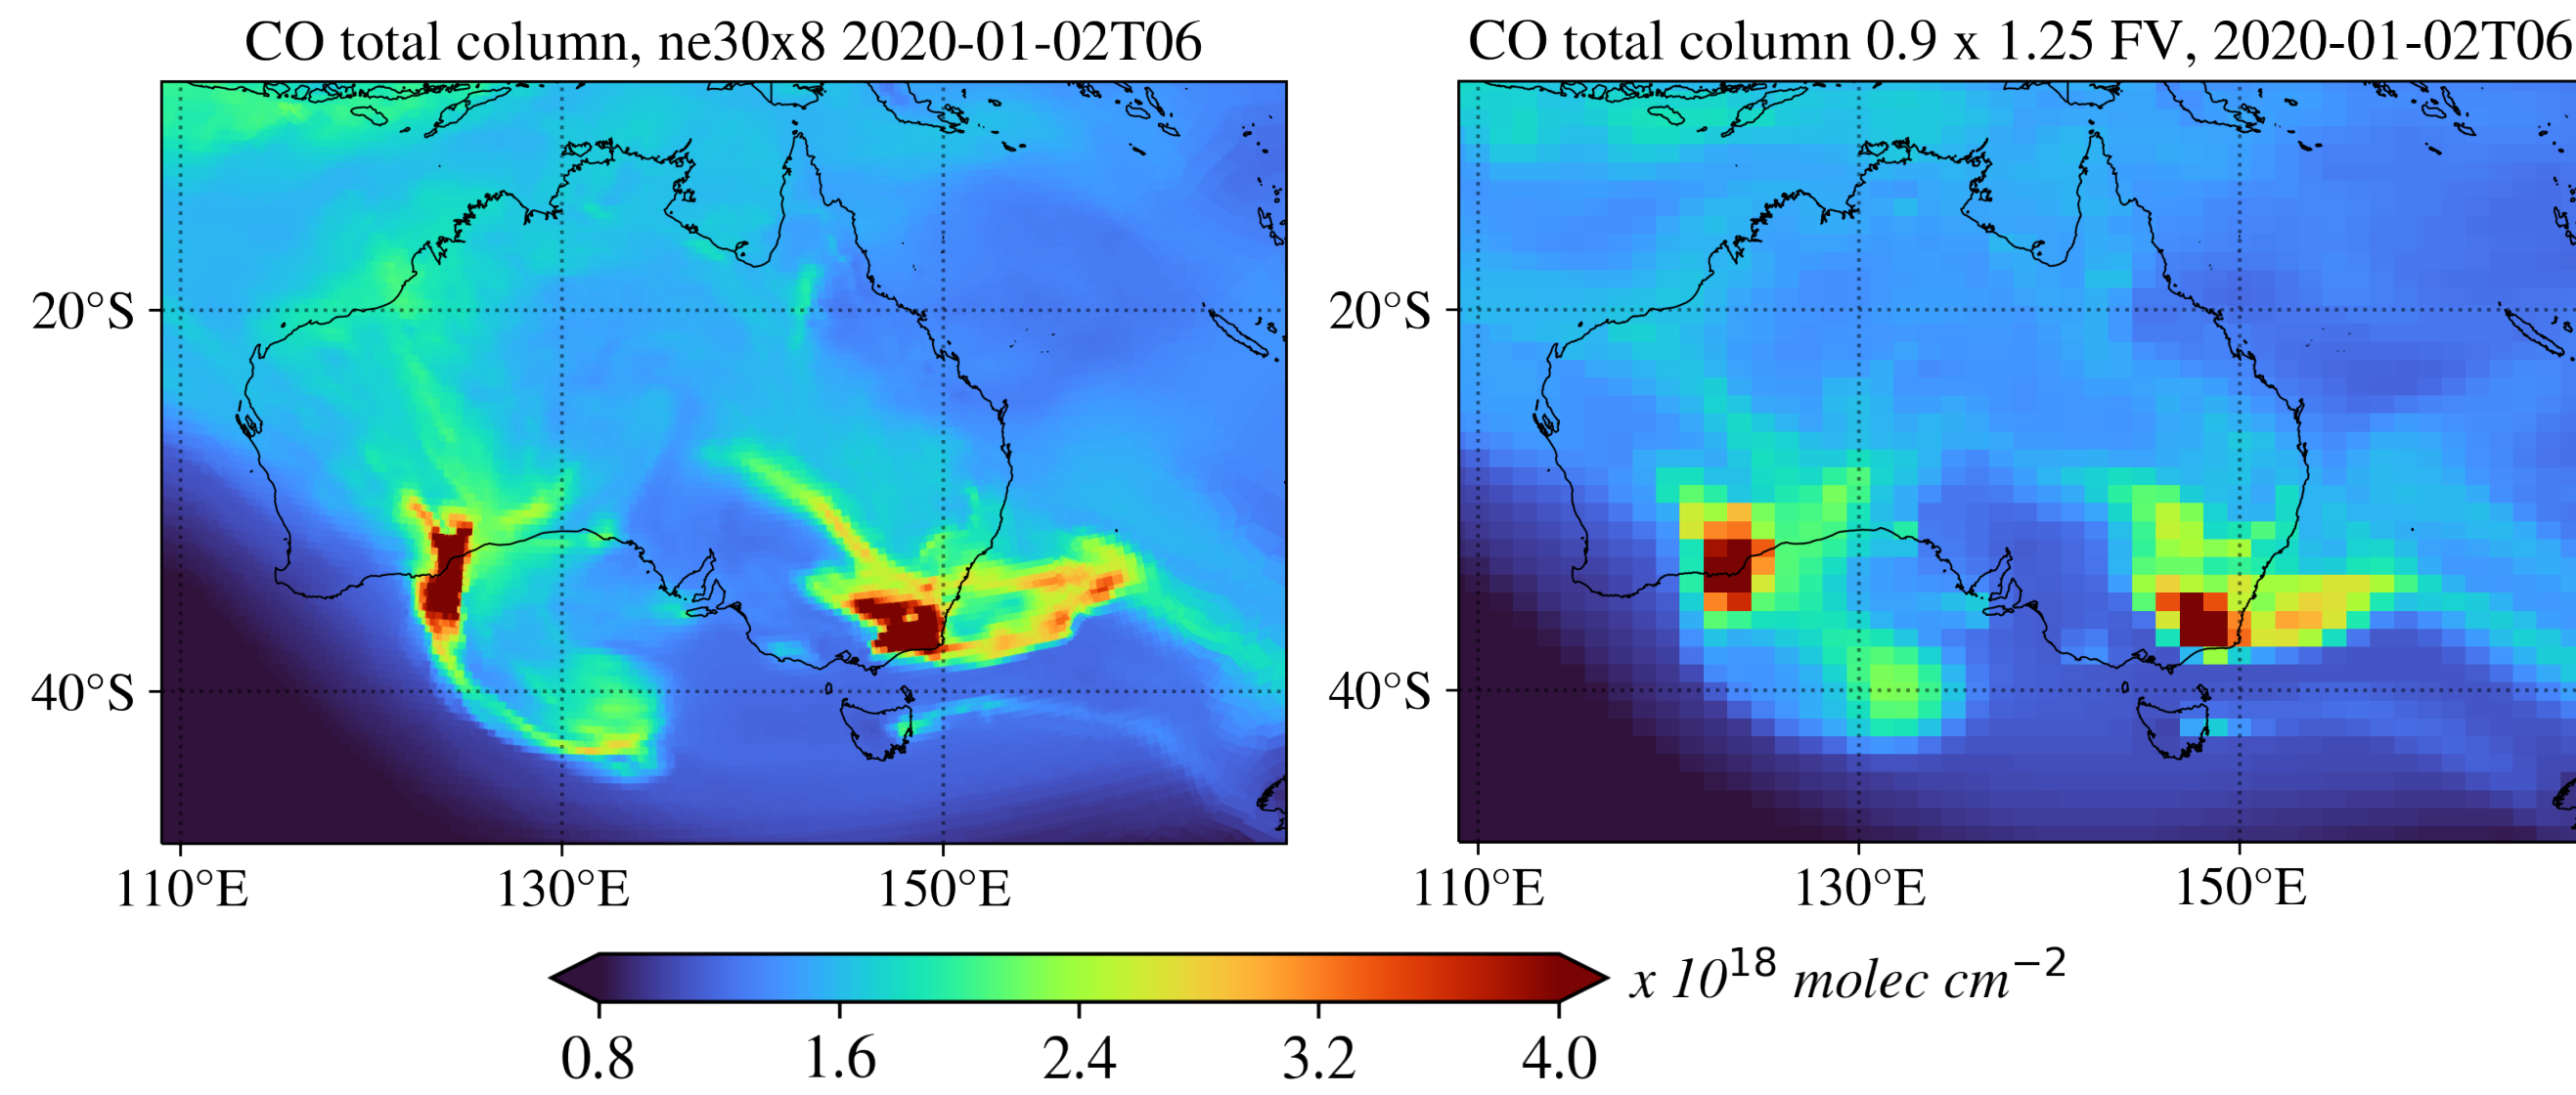 CO total column, ne30x8 2020-01-02T06
CO total column 0.9 x 1.25 FV, 2020-01-02T06
20°S
40°S
110°E 130°E 150°E
20°S
40°S
110°E 130°E 150°E
x 10^18 molec cm^−2
0.8 1.6 2.4 3.2 4.0